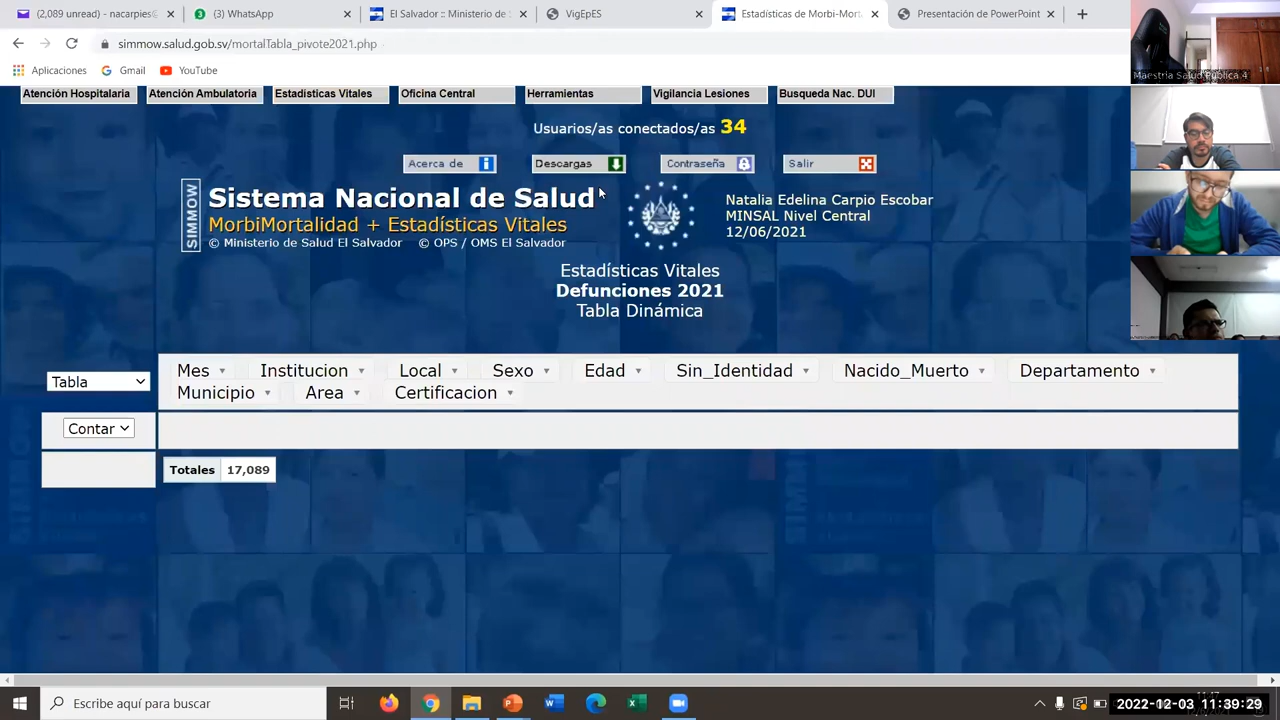 (2,089 unread) - nacarpies@
(3) WhatsApp
El Salvador :: Ministerio de S
VigEpES
Estadísticas de Morbi-Morta
Presentación de PowerPoint
simmow.salud.gob.sv/mortalTabla_pivote2021.php
Aplicaciones
Gmail
YouTube
Maestria Salud Publica 4
Atención Hospitalaria
Atención Ambulatoria
Estadísticas Vitales
Oficina Central
Herramientas
Vigilancia Lesiones
Busqueda Nac. DUI
Usuarios/as conectados/as 34
Acerca de
Descargas
Contraseña
Salir
SIMMOW
Sistema Nacional de Salud
MorbiMortalidad + Estadísticas Vitales
© Ministerio de Salud El Salvador © OPS / OMS El Salvador
Natalia Edelina Carpio Escobar
MINSAL Nivel Central
12/06/2021
Estadísticas Vitales
Defunciones 2021
Tabla Dinámica
Tabla
Mes Institucion Local Sexo Edad Sin_Identidad Nacido_Muerto Departamento
Municipio Area Certificacion
Contar
Totales 17,089
Escribe aquí para buscar
2022-12-03 11:39:29